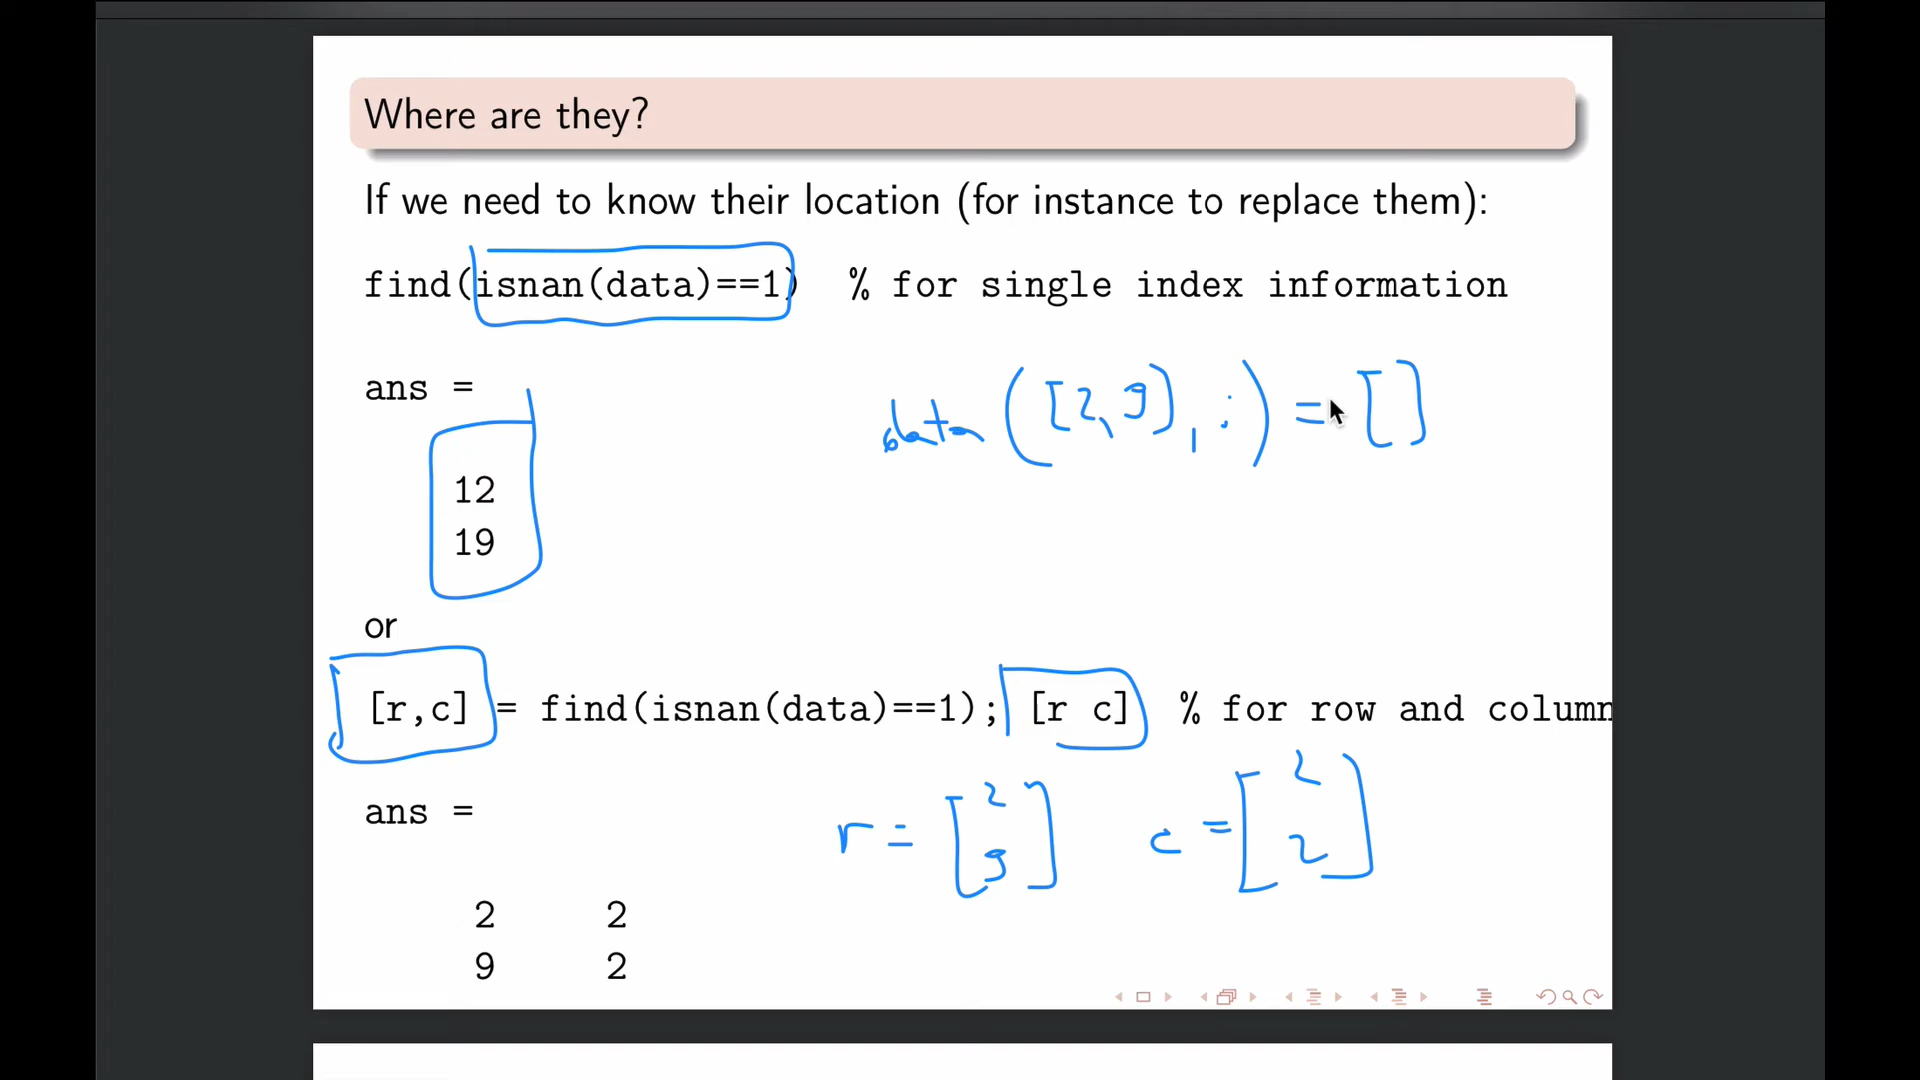 Where are they?
If we need to know their location (for instance to replace them):
find(isnan(data)==1) % for single index information
ans =
data ([2, 9], :) = []
12
19
or
[r,c] = find(isnan(data)==1); [r c] % for row and column
ans =
r = [2 9] c = [2 2]
2 2
9 2